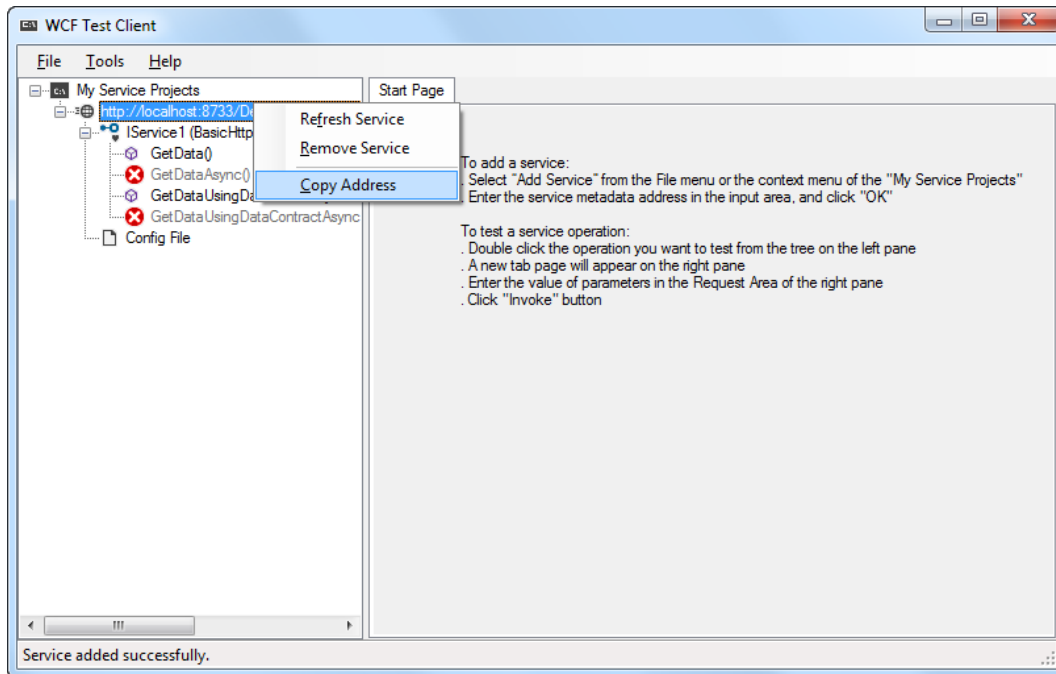 WCF Test Client
File Tools Help
My Service Projects
Start Page
http://localhost:8733/De
Refresh Service
IService1 (BasicHttp
Remove Service
GetData()
GetDataAsync()
Copy Address
GetDataUsingDa
GetDataUsingDataContractAsync
Config File
To add a service:
. Select "Add Service" from the File menu or the context menu of the "My Service Projects"
. Enter the service metadata address in the input area, and click "OK"
To test a service operation:
. Double click the operation you want to test from the tree on the left pane
. A new tab page will appear on the right pane
. Enter the value of parameters in the Request Area of the right pane
. Click "Invoke" button
Service added successfully.